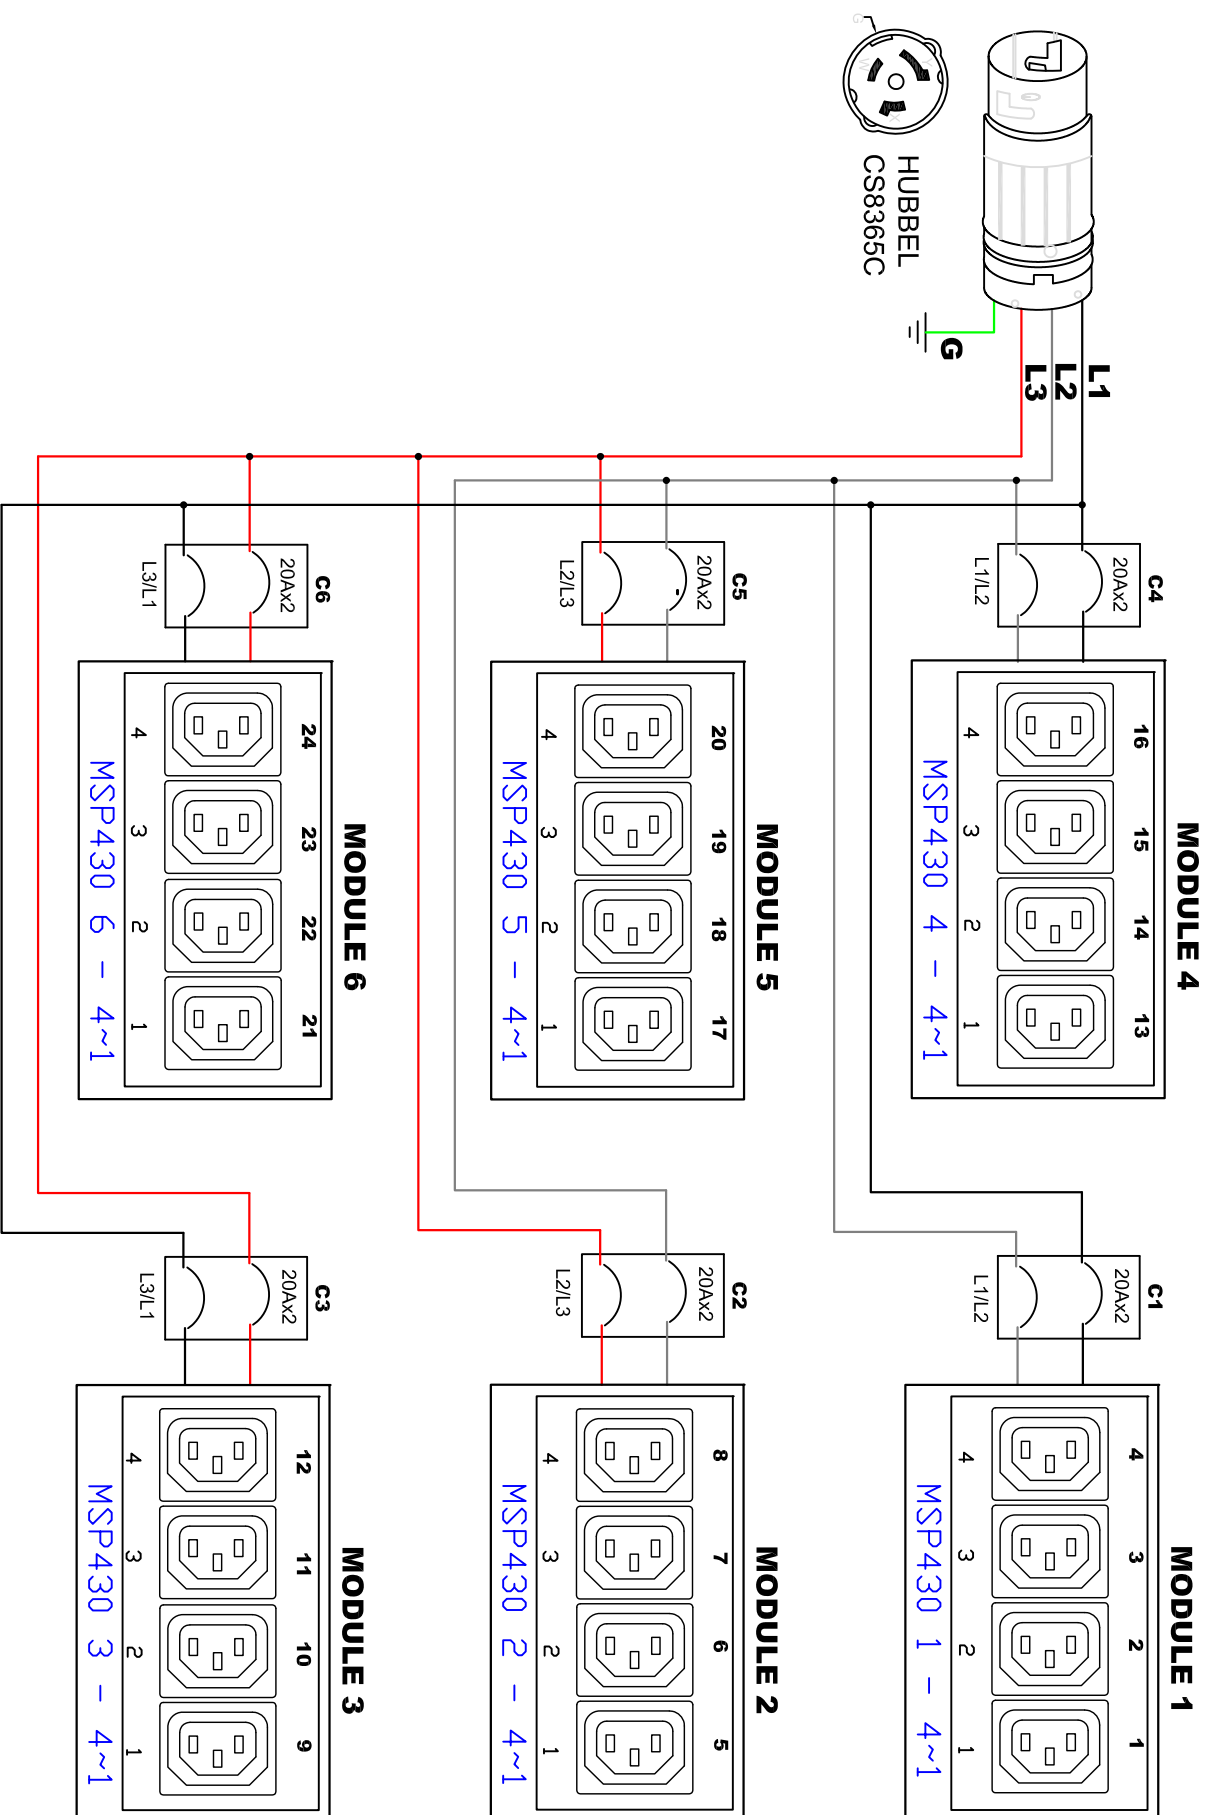 HUBBEL
CS8365C
G
W
Y
X
G
L1
L2
L3
C4
20Ax2
L1/L2
MODULE 4
16 15 14 13
4 3 2 1
MSP430 4 - 4~1
C1
20Ax2
L1/L2
MODULE 1
4 3 2 1
4 3 2 1
MSP430 1 - 4~1
C5
20Ax2
L2/L3
MODULE 5
20 19 18 17
4 3 2 1
MSP430 5 - 4~1
C2
20Ax2
L2/L3
MODULE 2
8 7 6 5
4 3 2 1
MSP430 2 - 4~1
C6
20Ax2
L3/L1
MODULE 6
24 23 22 21
4 3 2 1
MSP430 6 - 4~1
C3
20Ax2
L3/L1
MODULE 3
12 11 10 9
4 3 2 1
MSP430 3 - 4~1